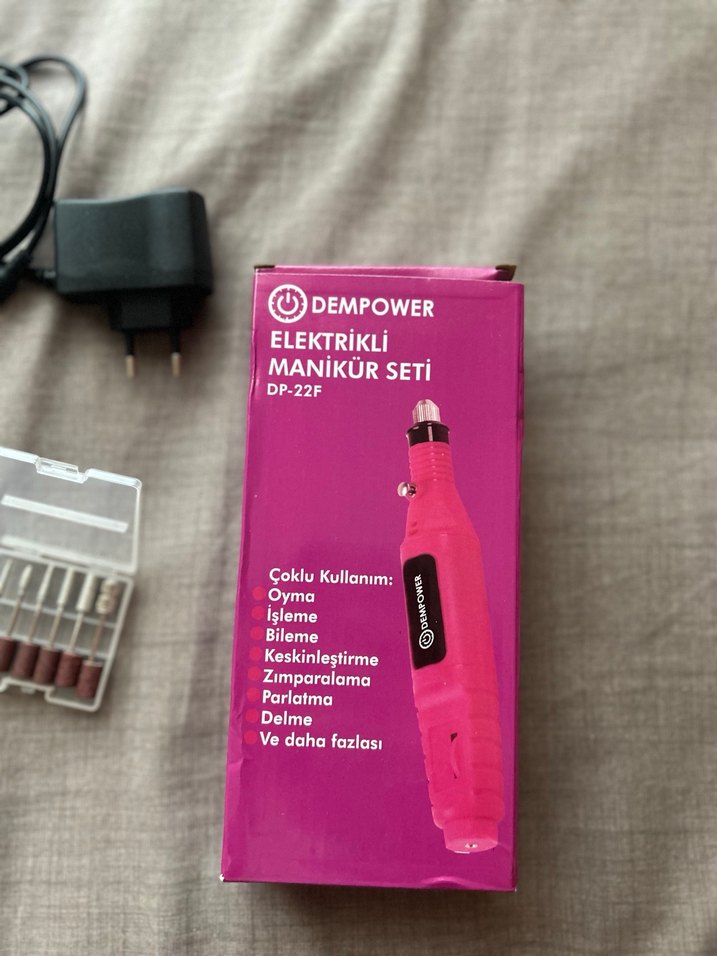 DEMPOWER
ELEKTRİKLİ
MANİKÜR SETİ
DP-22F
Çoklu Kullanım:
Oyma
İşleme
Bileme
Keskinleştirme
Zımparalama
Parlatma
Delme
Ve daha fazlası
DEMPOWER